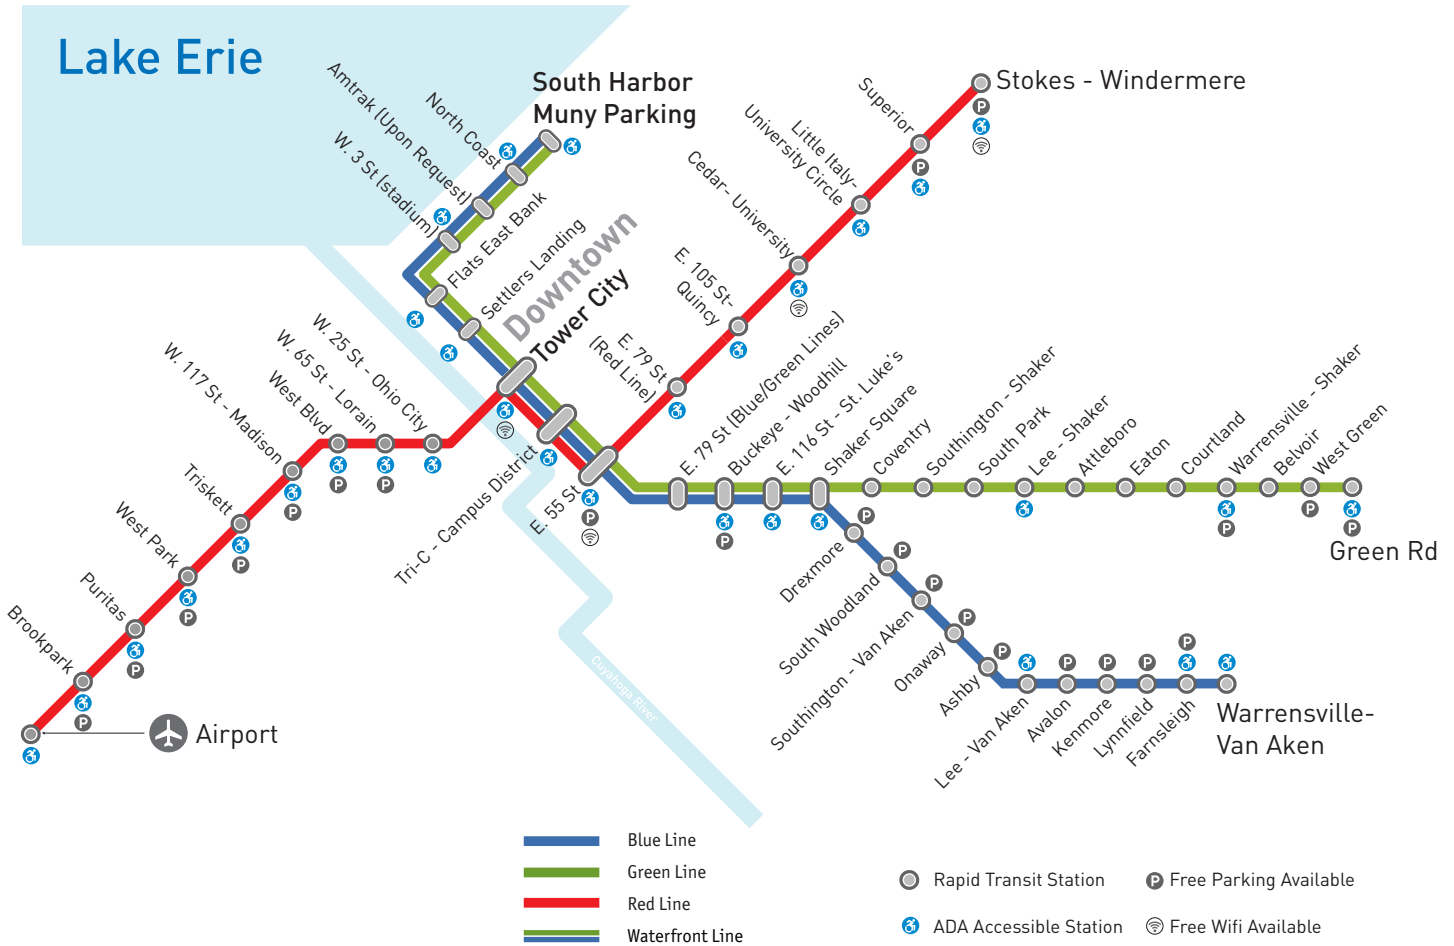 Lake Erie
South Harbor
Muny Parking
North Coast
Amtrak (Upon Request)
W. 3 St (stadium)
Flats East Bank
Settlers Landing
Downtown
Tower City
Stokes - Windermere
Superior
Little Italy-
University Circle
Cedar- University
E. 105 St-
Quincy
E. 79 St
(Red Line)
W. 25 St - Ohio City
W. 65 St - Lorain
West Blvd
W. 117 St - Madison
Triskett
West Park
Puritas
Brookpark
Airport
Tri-C - Campus District
E. 55 St
E. 79 St (Blue/Green Lines)
Buckeye - Woodhill
E. 116 St - St. Luke's
Shaker Square
Coventry
Southington - Shaker
South Park
Lee - Shaker
Attleboro
Eaton
Courtland
Warrensville - Shaker
Belvoir
West Green
Green Rd
Drexmore
South Woodland
Southington - Van Aken
Onaway
Ashby
Lee - Van Aken
Avalon
Kenmore
Lynnfield
Farnsleigh
Warrensville-
Van Aken
Cuyahoga River
Blue Line
Green Line
Red Line
Waterfront Line
Rapid Transit Station
P Free Parking Available
ADA Accessible Station
Free Wifi Available